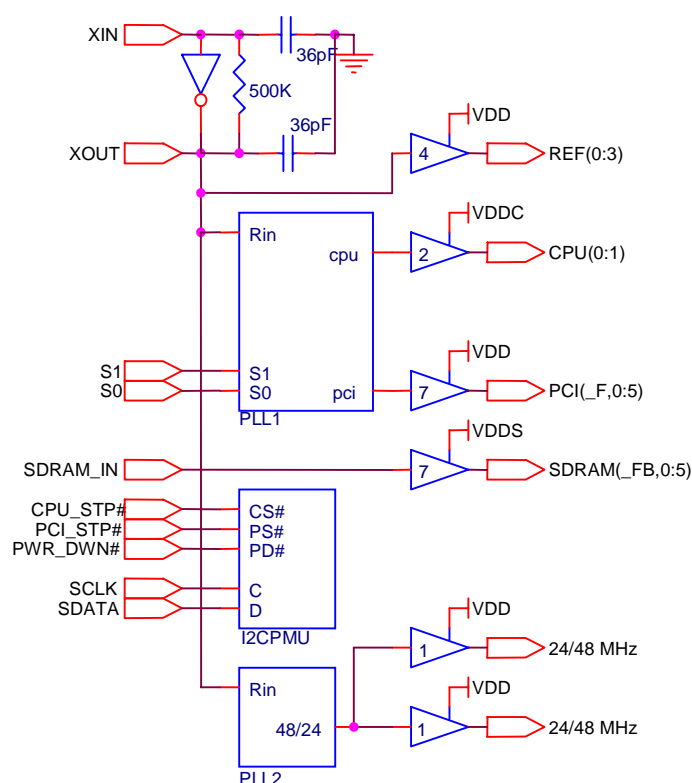 XIN
36pF
500K
36pF
VDD
XOUT
4
REF(0:3)
VDDC
Rin
cpu
2
CPU(0:1)
VDD
S1
S1
S0
S0
pci
7
PCI(_F,0:5)
PLL1
VDDS
SDRAM_IN
7
SDRAM(_FB,0:5)
CPU_STP#
CS#
PCI_STP#
PS#
PWR_DWN#
PD#
SCLK
C
SDATA
D
I2CPMU
VDD
1
24/48 MHz
Rin
VDD
48/24
1
24/48 MHz
PLL2